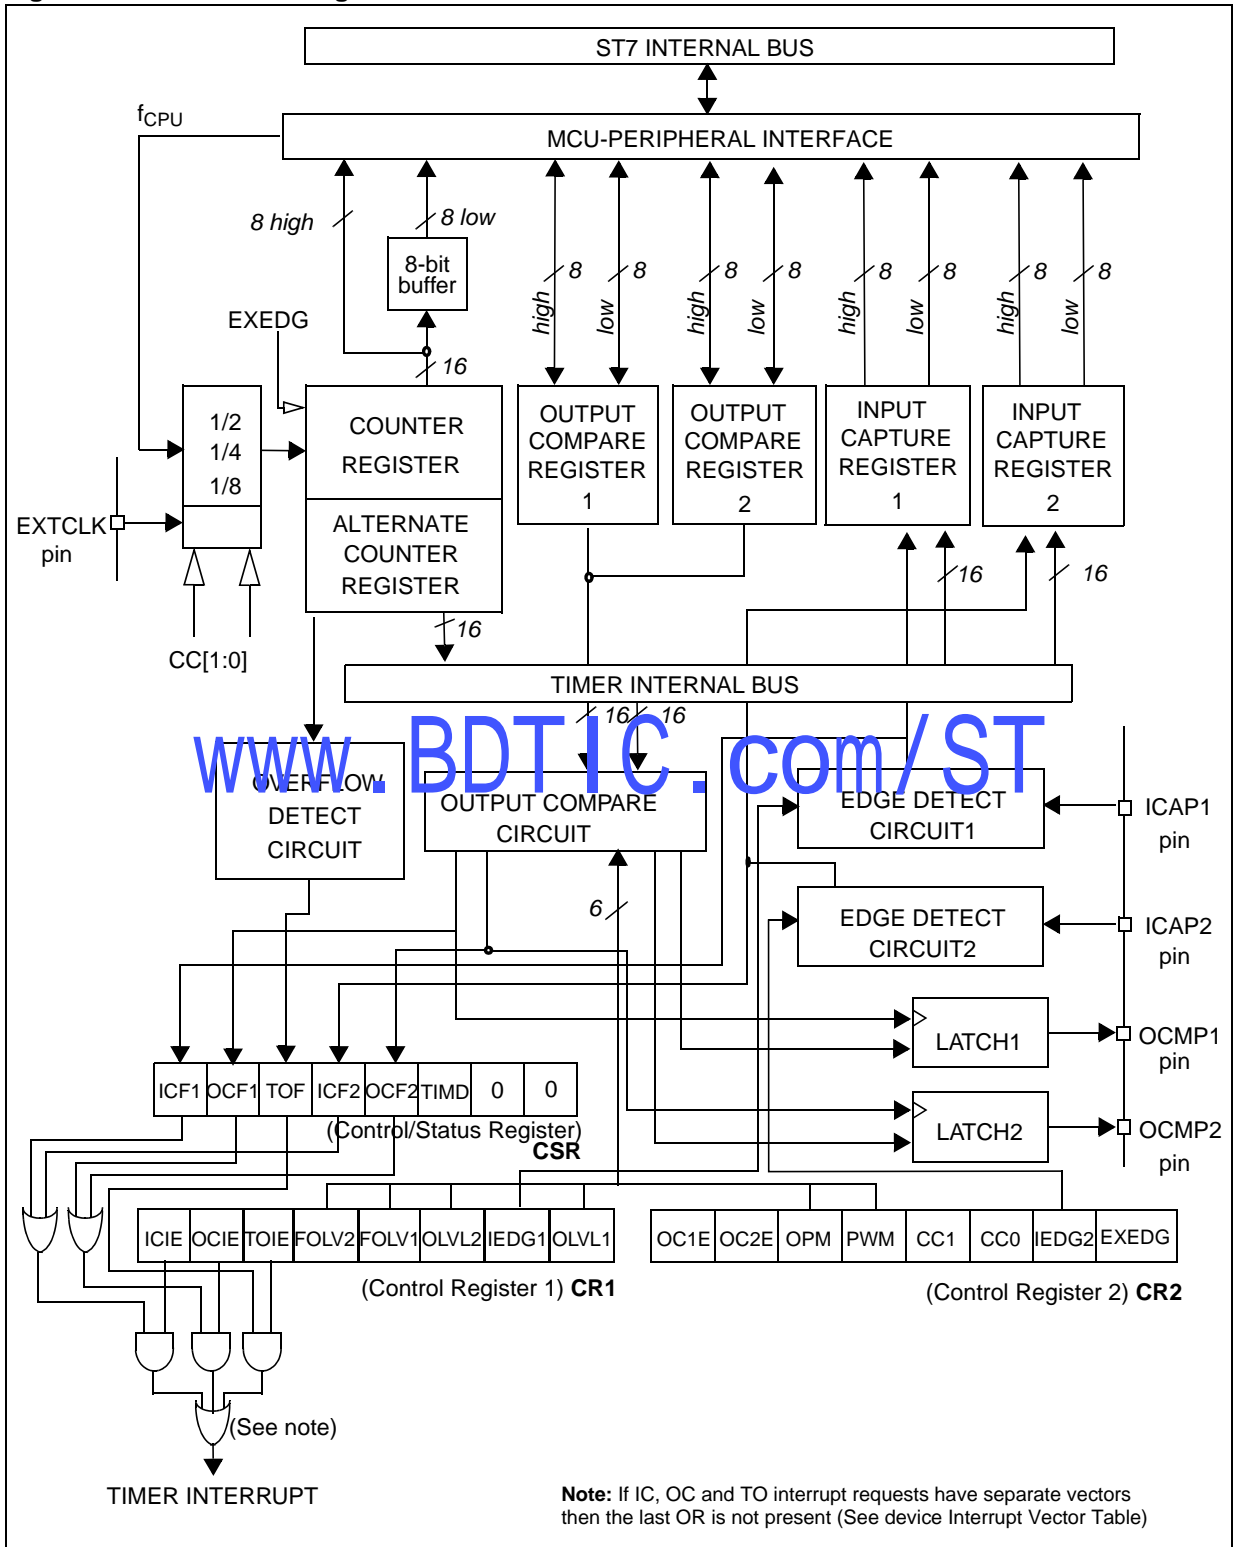 ST7 INTERNAL BUS
fCPU
MCU-PERIPHERAL INTERFACE
8 high
8 low
8-bit
buffer
8
8
8
8
8
8
8
8
high
low
high
low
high
low
high
low
EXEDG
16
1/2
1/4
1/8
COUNTER
REGISTER
ALTERNATE
COUNTER
REGISTER
OUTPUT
COMPARE
REGISTER
1
OUTPUT
COMPARE
REGISTER
2
INPUT
CAPTURE
REGISTER
1
INPUT
CAPTURE
REGISTER
2
EXTCLK
pin
CC[1:0]
16
16
16
TIMER INTERNAL BUS
16
16
www.BDTIC.com/ST
OVERFLOW
DETECT
CIRCUIT
OUTPUT COMPARE
CIRCUIT
EDGE DETECT
CIRCUIT1
ICAP1
pin
6
EDGE DETECT
CIRCUIT2
ICAP2
pin
LATCH1
OCMP1
pin
LATCH2
OCMP2
pin
ICF1 OCF1 TOF ICF2 OCF2 TIMD 0 0
(Control/Status Register)
CSR
ICIE OCIE TOIE FOLV2 FOLV1 OLVL2 IEDG1 OLVL1
(Control Register 1) CR1
OC1E OC2E OPM PWM CC1 CC0 IEDG2 EXEDG
(Control Register 2) CR2
(See note)
TIMER INTERRUPT
Note: If IC, OC and TO interrupt requests have separate vectors
then the last OR is not present (See device Interrupt Vector Table)